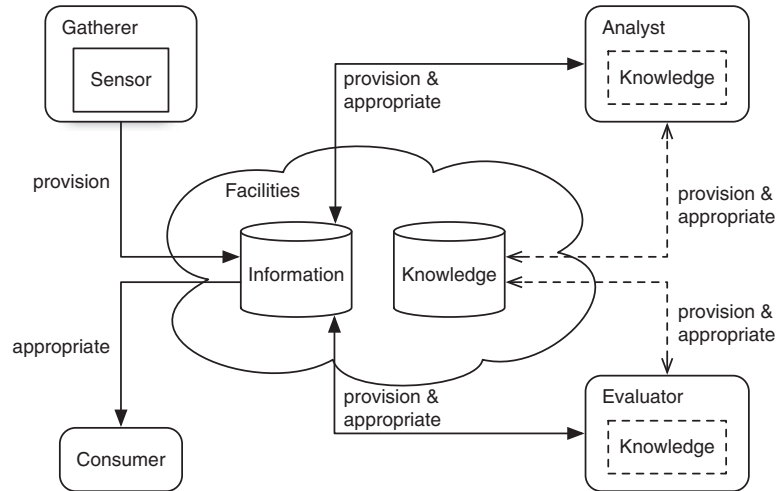 Gatherer
Sensor
provision
Analyst
Knowledge
provision &
appropriate
provision &
appropriate
Facilities
Information
Knowledge
appropriate
Consumer
provision &
appropriate
provision &
appropriate
Evaluator
Knowledge